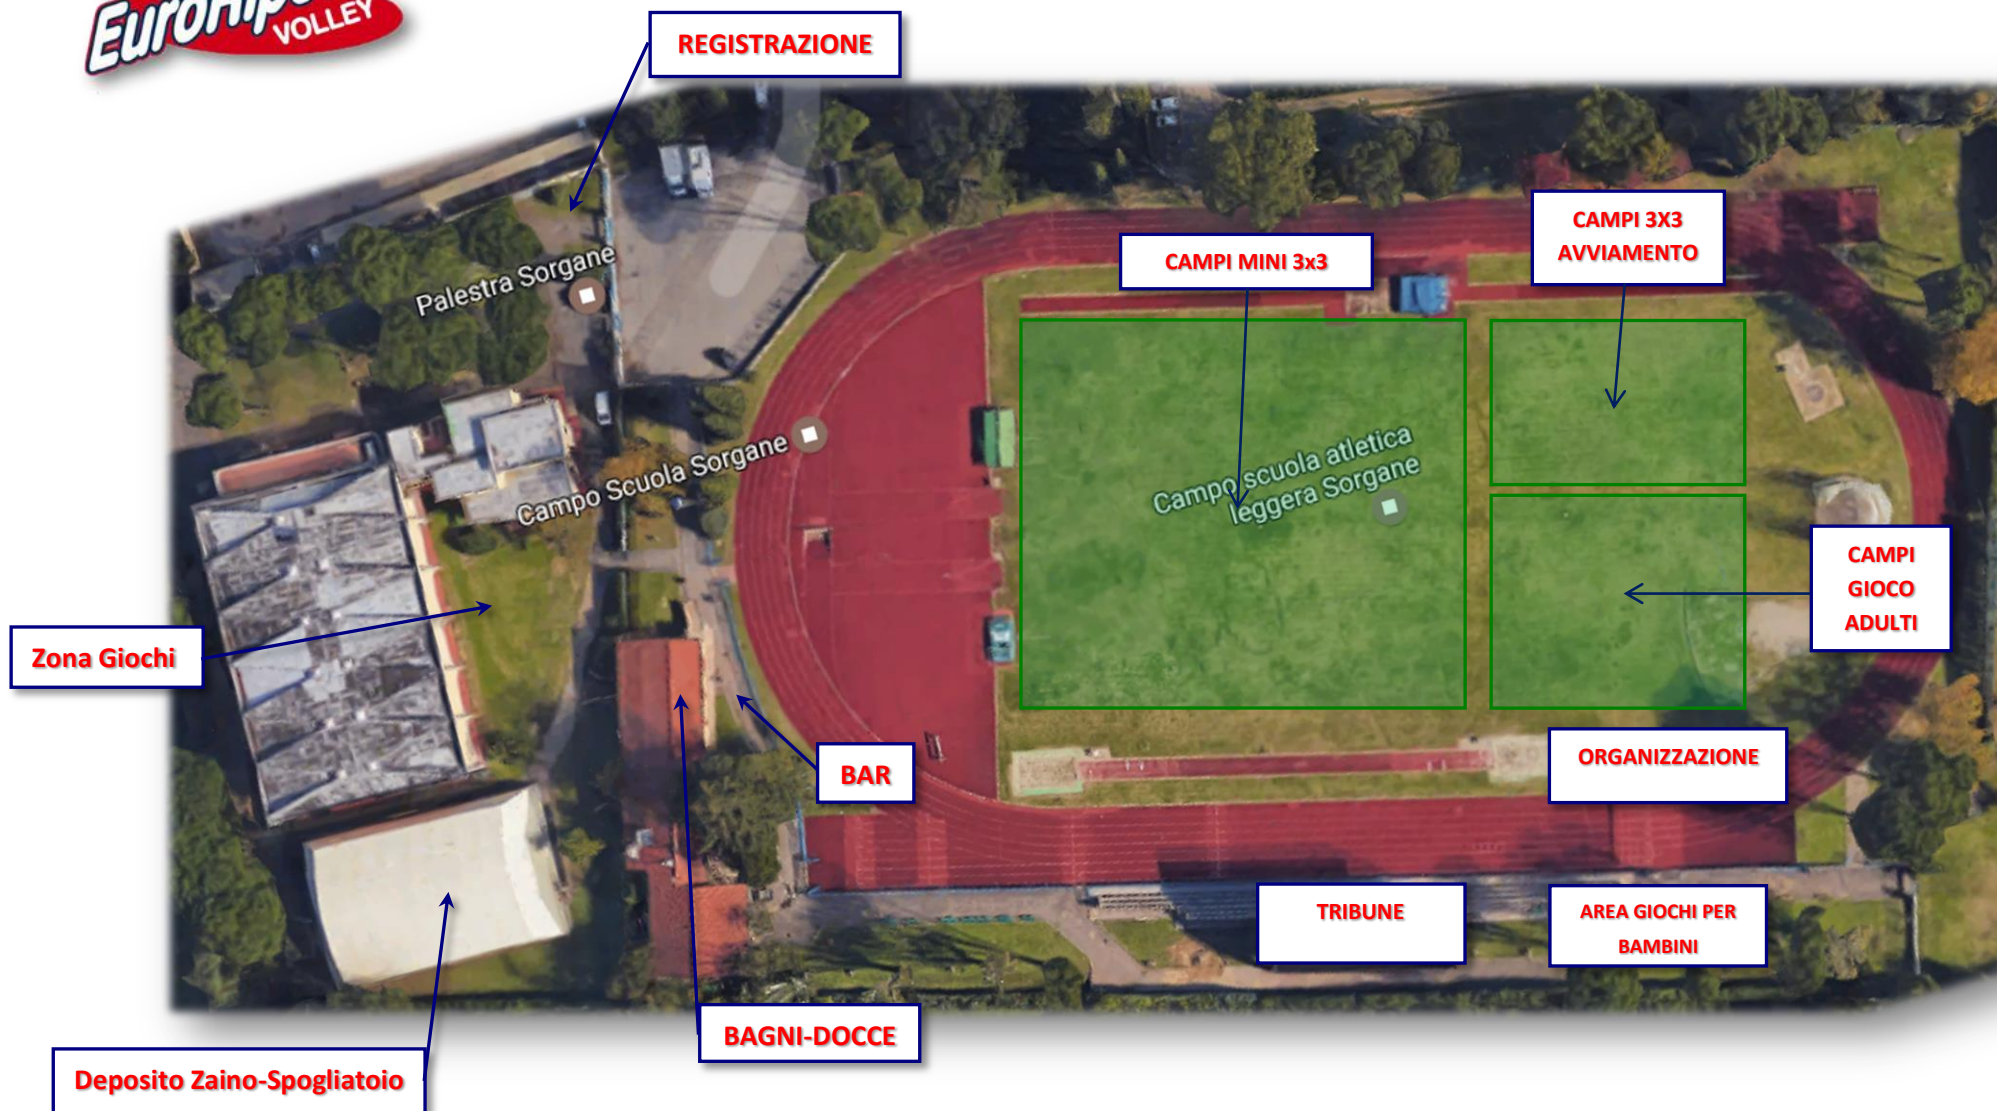 VOLLEY
REGISTRAZIONE
CAMPI 3X3
AVVIAMENTO
CAMPI MINI 3x3
Palestra Sorgane
Campo Scuola Sorgane
Campo scuola atletica
leggera Sorgane
CAMPI
GIOCO
ADULTI
Zona Giochi
BAR
ORGANIZZAZIONE
TRIBUNE
AREA GIOCHI PER
BAMBINI
BAGNI-DOCCE
Deposito Zaino-Spogliatoio